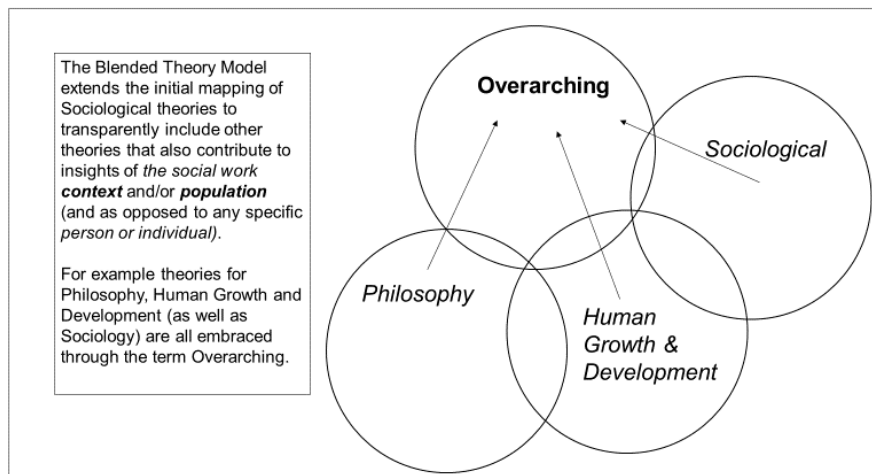 The Blended Theory Model
extends the initial mapping of
Sociological theories to
transparently include other
theories that also contribute to
insights of the social work
context and/or population
(and as opposed to any specific
person or individual).
For example theories for
Philosophy, Human Growth and
Development (as well as
Sociology) are all embraced
through the term Overarching.
Overarching
Sociological
Philosophy
Human
Growth &
Development